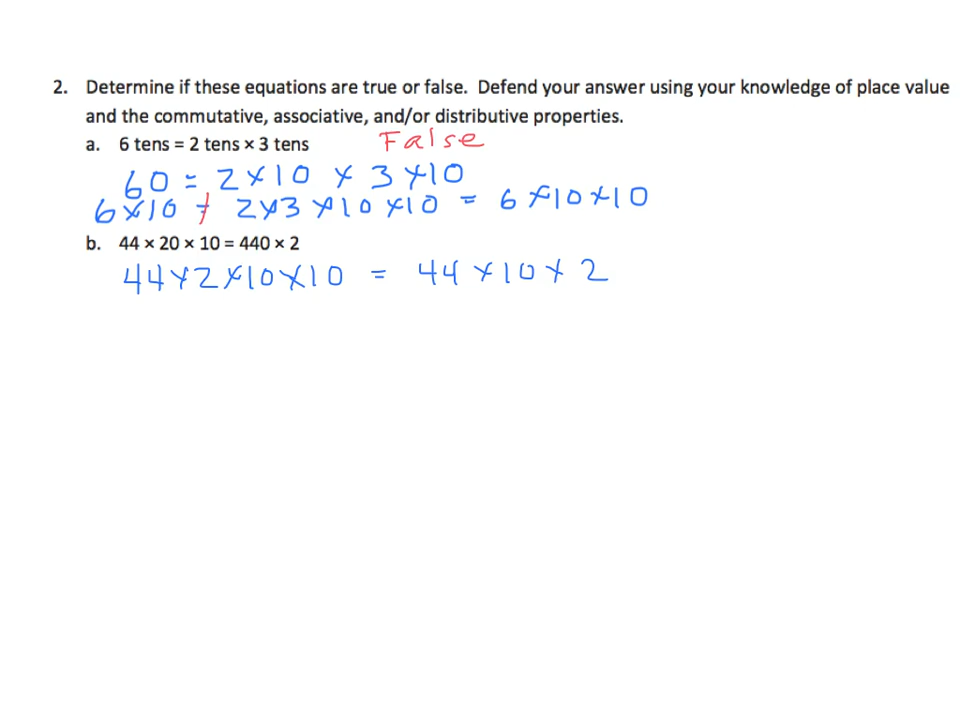 2. Determine if these equations are true or false. Defend your answer using your knowledge of place value
and the commutative, associative, and/or distributive properties.
a. 6 tens = 2 tens × 3 tens False
60 = 2 × 10 × 3 × 10
6 × 10 ≠ 2 × 3 × 10 × 10 = 6 × 10 × 10
b. 44 × 20 × 10 = 440 × 2
44 × 2 × 10 × 10 = 44 × 10 × 2